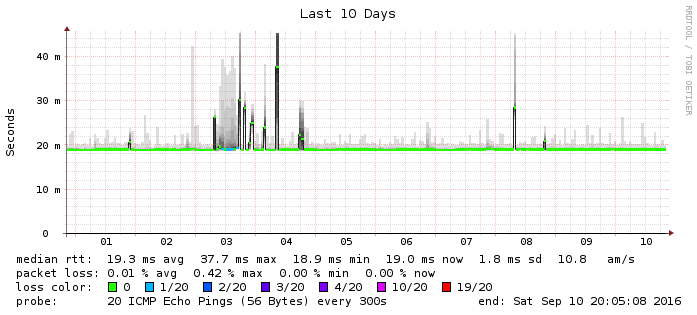 Last 10 Days
RRDTOOL / TOBI OETIKER
Seconds
40 m
30 m
20 m
10 m
0
01 02 03 04 05 06 07 08 09 10
median rtt: 19.3 ms avg 37.7 ms max 18.9 ms min 19.0 ms now 1.8 ms sd 10.8 am/s
packet loss: 0.01 % avg 0.42 % max 0.00 % min 0.00 % now
loss color: 0 1/20 2/20 3/20 4/20 10/20 19/20
probe: 20 ICMP Echo Pings (56 Bytes) every 300s end: Sat Sep 10 20:05:08 2016